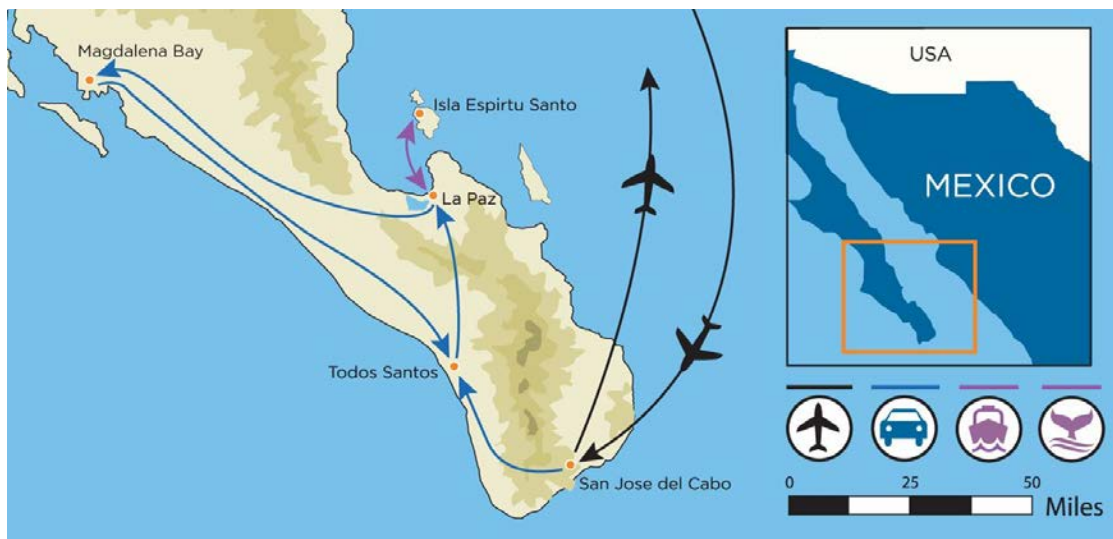 Magdalena Bay
Isla Espirtu Santo
La Paz
Todos Santos
San Jose del Cabo
USA
MEXICO
0 25 50
Miles